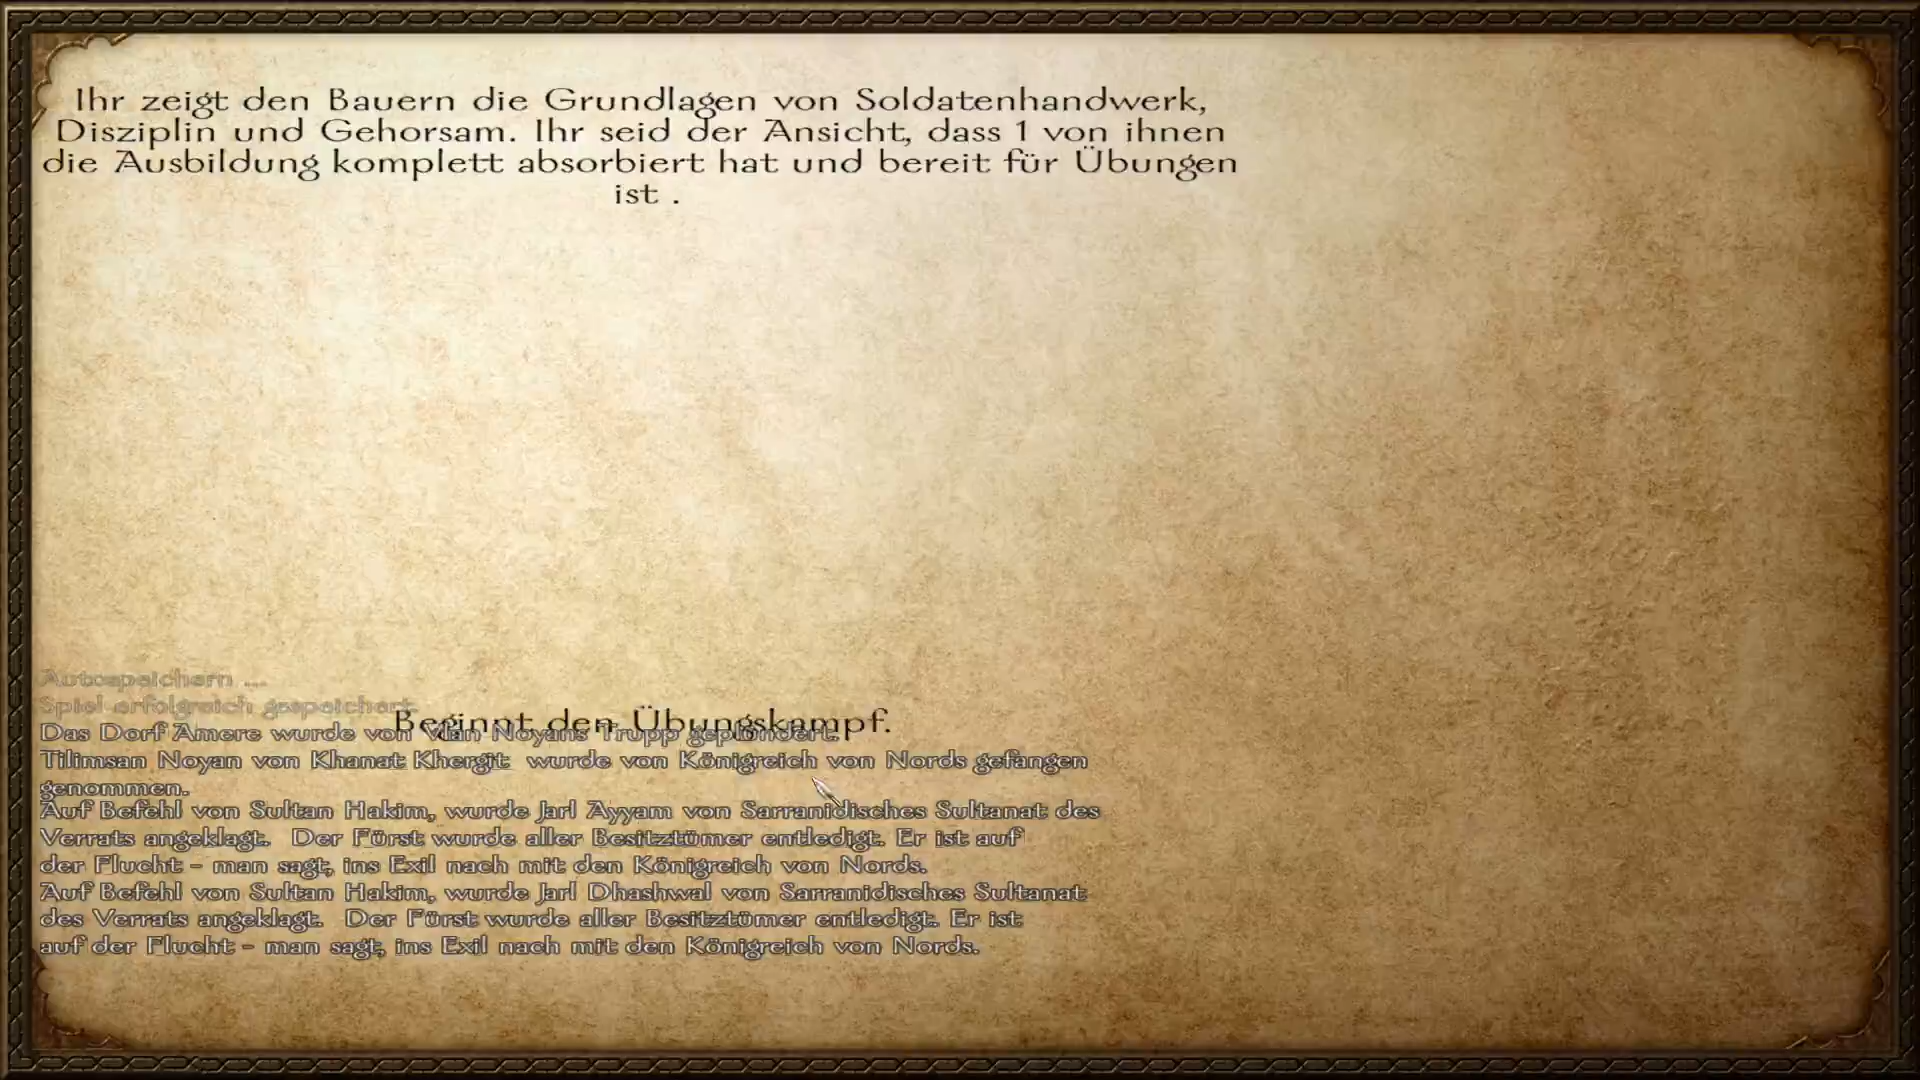 Ihr zeigt den Bauern die Grundlagen von Soldatenhandwerk,
Disziplin und Gehorsam. Ihr seid der Ansicht, dass 1 von ihnen
die Ausbildung komplett absorbiert hat und bereit für Übungen
ist .
Autospeichern ...
Spiel erfolgreich gespeichert.
Beginnt den Übungskampf.
Das Dorf Amere wurde von Vlan Noyans Trupp geplündert.
Tilimsan Noyan von Khanat Khergit  wurde von Königreich von Nords gefangen
genommen.
Auf Befehl von Sultan Hakim, wurde Jarl Ayyam von Sarranidisches Sultanat des
Verrats angeklagt.  Der Fürst wurde aller Besitztümer entledigt. Er ist auf
der Flucht - man sagt, ins Exil nach mit den Königreich von Nords.
Auf Befehl von Sultan Hakim, wurde Jarl Dhashwal von Sarranidisches Sultanat
des Verrats angeklagt.  Der Fürst wurde aller Besitztümer entledigt. Er ist
auf der Flucht - man sagt, ins Exil nach mit den Königreich von Nords.